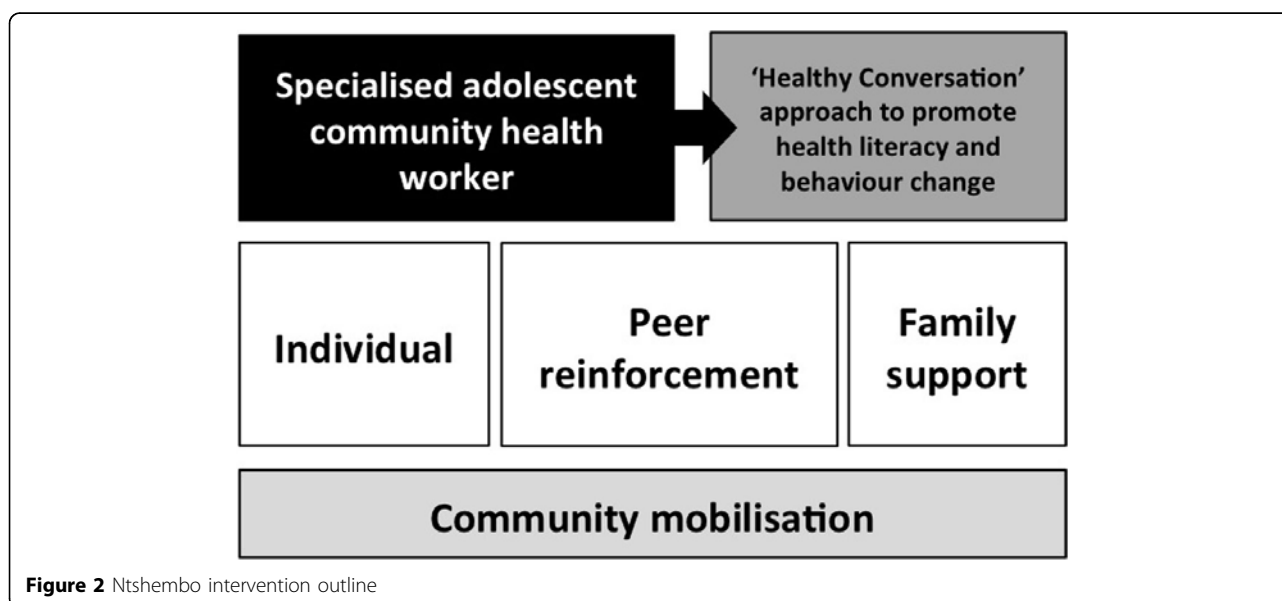 Specialised adolescent
community health
worker
‘Healthy Conversation’
approach to promote
health literacy and
behaviour change
Individual
Peer
reinforcement
Family
support
Community mobilisation
Figure 2 Ntshembo intervention outline